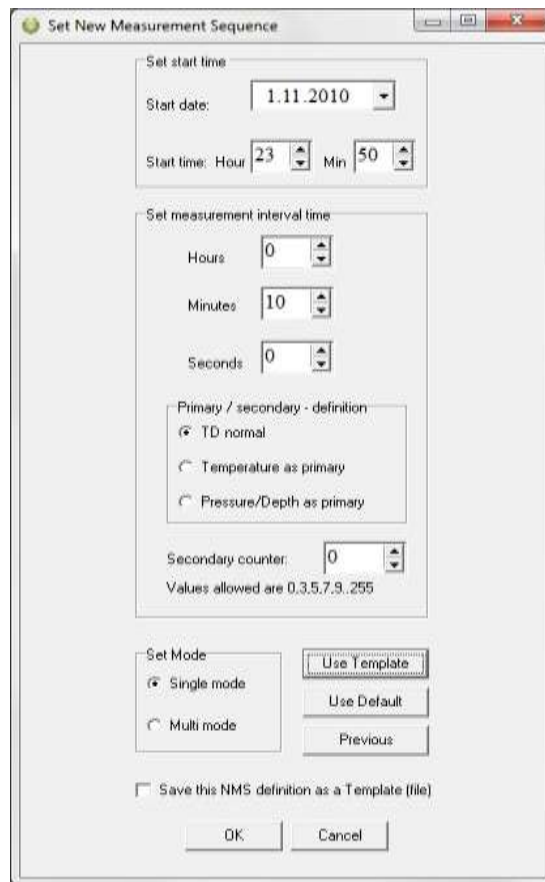 Set New Measurement Sequence
Set start time
Start date: 1.11.2010
Start time: Hour 23 Min 50
Set measurement interval time
Hours 0
Minutes 10
Seconds 0
Primary / secondary - definition
TD normal
Temperature as primary
Pressure/Depth as primary
Secondary counter: 0
Values allowed are 0,3,5,7,9..255
Set Mode
Single mode
Multi mode
Use Template
Use Default
Previous
Save this NMS definition as a Template (file)
OK Cancel